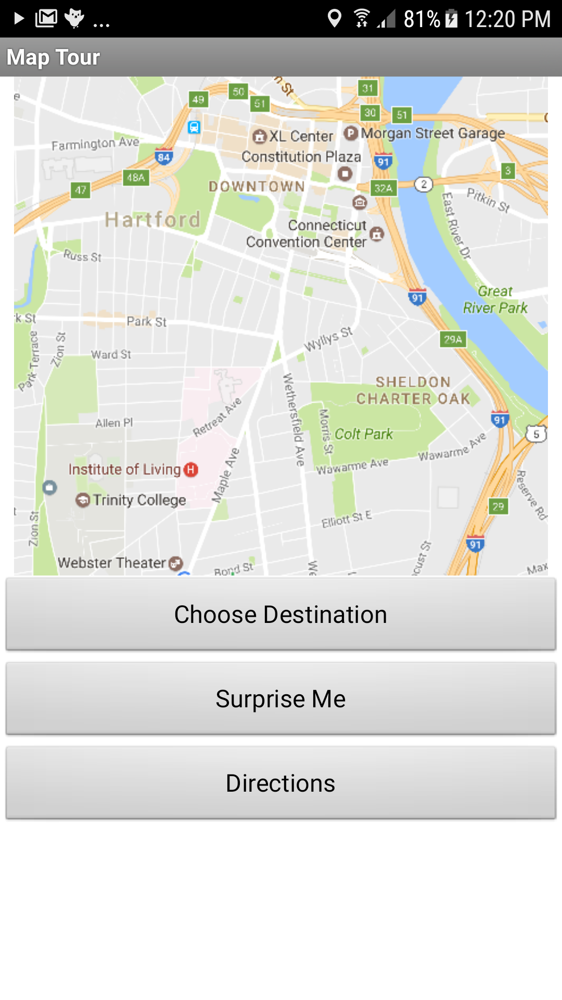 ... 81% 12:20 PM
Map Tour
49
50
51
31
30
51
XL Center
Morgan Street Garage
Farmington Ave
84
Constitution Plaza
91
3
48A
47
DOWNTOWN
32A
2
Pitkin St
East River Dr
Hartford
Connecticut
Convention Center
Russ St
91
Great
River Park
Park St
Wyllys St
29A
Park Terrace
Zion St
Ward St
SHELDON
CHARTER OAK
Wethersfield Ave
Retreat Ave
Morris St
Allen Pl
Colt Park
91
5
Wawarme Ave
Wawarme Ave
Maple Ave
Institute of Living H
Trinity College
Reserve Rd
29
Elliott St E
Zion St
91
Webster Theater
Bond St
Choose Destination
Surprise Me
Directions